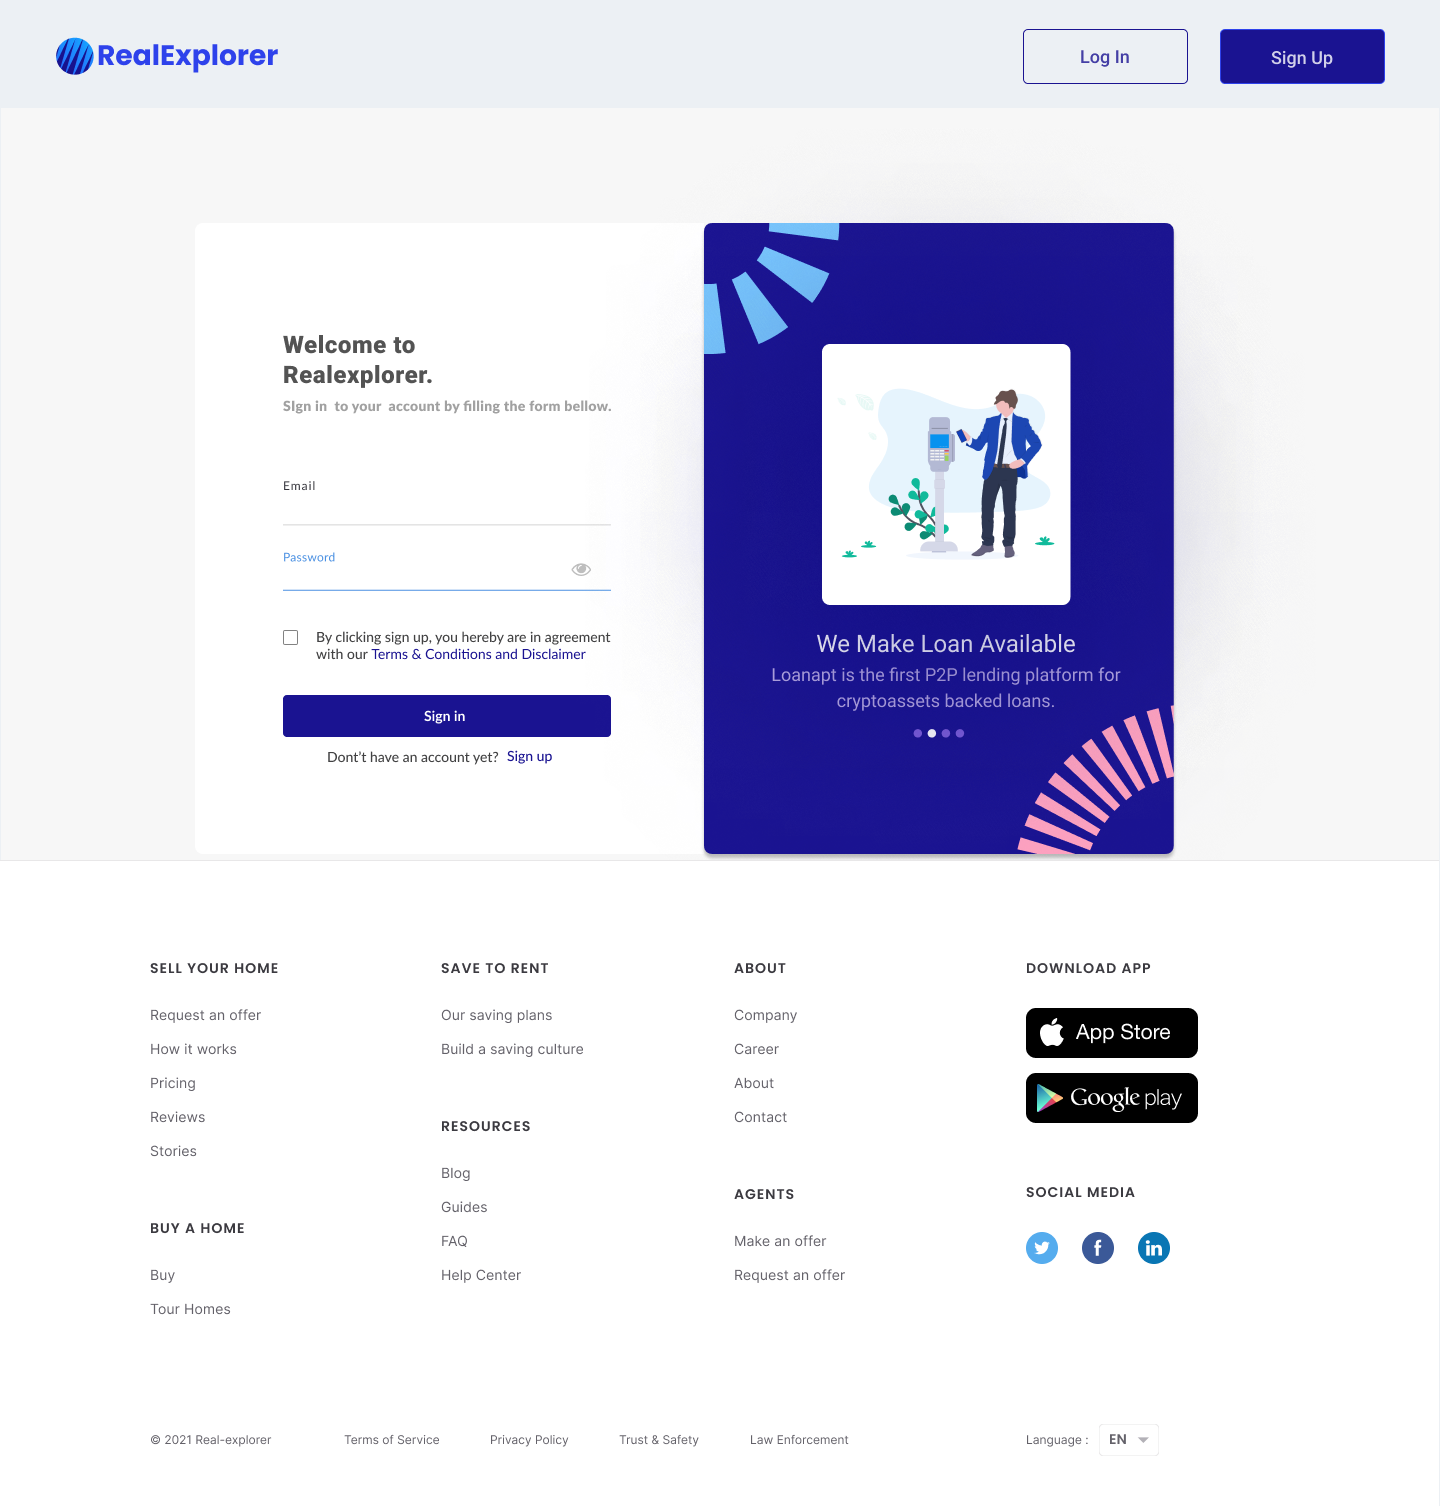 RealExplorer
Log In
Sign Up
Welcome to
Realexplorer.
SIgn in to your account by filling the form bellow.
Email
Password
By clicking sign up, you hereby are in agreement
with our Terms & Conditions and Disclaimer
Sign in
Dont't have an account yet? Sign up
We Make Loan Available
Loanapt is the first P2P lending platform for
cryptoassets backed loans.
SELL YOUR HOME
Request an offer
How it works
Pricing
Reviews
Stories
BUY A HOME
Buy
Tour Homes
SAVE TO RENT
Our saving plans
Build a saving culture
RESOURCES
Blog
Guides
FAQ
Help Center
ABOUT
Company
Career
About
Contact
AGENTS
Make an offer
Request an offer
DOWNLOAD APP
App Store
Google play
SOCIAL MEDIA
f
in
© 2021 Real-explorer
Terms of Service
Privacy Policy
Trust & Safety
Law Enforcement
Language :
EN